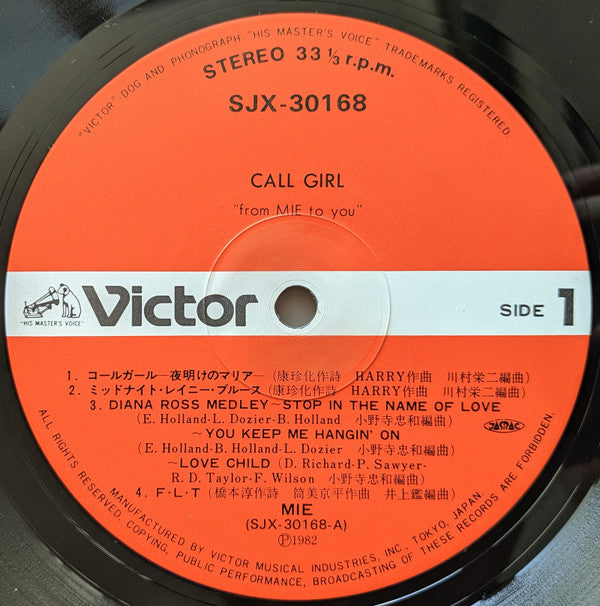 "VICTOR" DOG AND PHONOGRAPH-"HIS MASTER'S VOICE" TRADEMARKS REGISTERED.
STEREO 33 1/3 r.p.m.
SJX-30168
CALL GIRL
"from MIE to you"
"HIS MASTER'S VOICE"
Victor
SIDE 1
1. コールガール―夜明けのマリア―(康珍化作詩 HARRY作曲 川村栄二編曲)
2. ミッドナイト・レイニー・ブルース (康珍化作詩 HARRY作曲 川村栄二編曲)
3. DIANA ROSS MEDLEY~STOP IN THE NAME OF LOVE
(E. Holland-L. Dozier-B. Holland 小野寺忠和編曲)
~YOU KEEP ME HANGIN' ON
(E. Holland-B. Holland-L. Dozier 小野寺忠和編曲)
~LOVE CHILD (D. Richard-P. Sawyer-
R. D. Taylor-F. Wilson 小野寺忠和編曲)
4. F・L・T (橋本淳作詩 筒美京平作曲 井上鑑編曲)
JAMAC
MIE
(SJX-30168-A)
Ⓟ1982
MANUFACTURED BY VICTOR MUSICAL INDUSTRIES, INC., TOKYO, JAPAN.
ALL RIGHTS RESERVED. COPYING, PUBLIC PERFORMANCE, BROADCASTING OF THESE RECORDS ARE FORBIDDEN.